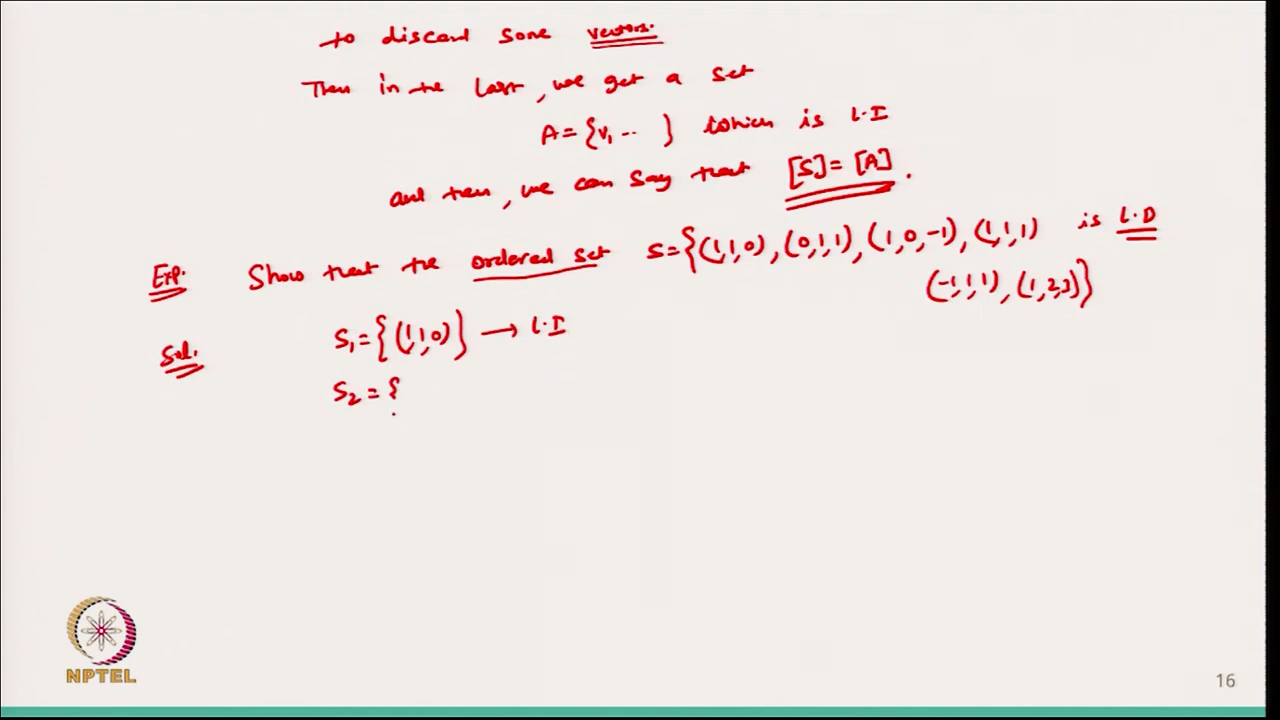 to discard some vectors.
Then in the last, we get a set
A = {v₁ ... } which is L.I
and then, we can say that [S] = [A] .
Exp. Show that the ordered set S = {(1,1,0), (0,1,1), (1,0,-1), (1,1,1) is L.D
(-1,1,1), (1,2,3)}
Sol. S₁ = {(1,1,0)} → L.I
S₂ = {
NPTEL
16